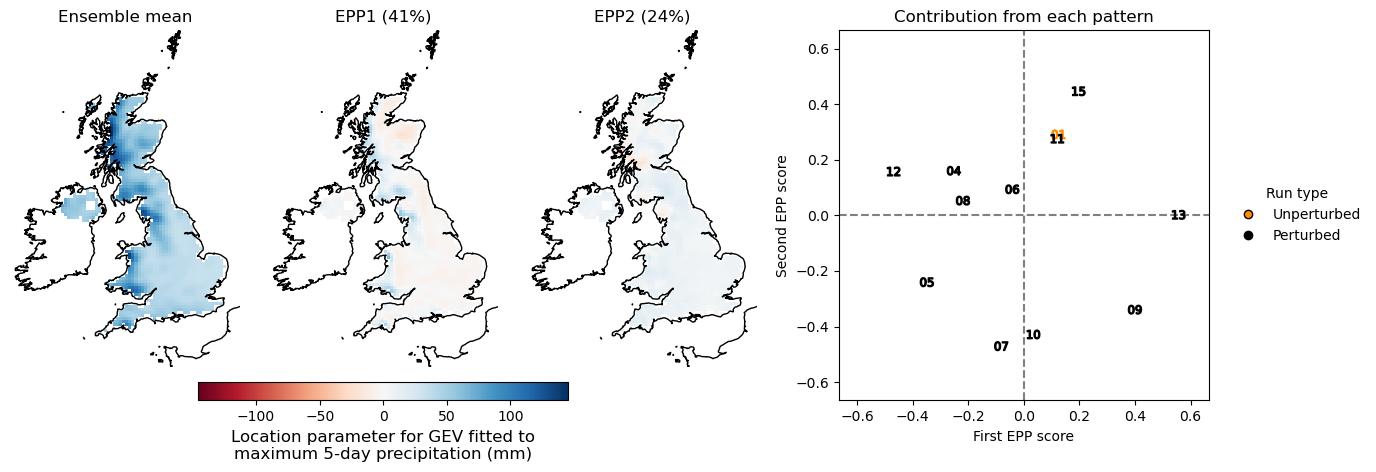 Ensemble mean
EPP1 (41%)
EPP2 (24%)
Contribution from each pattern
−100
−50
0
50
100
Location parameter for GEV fitted to
maximum 5-day precipitation (mm)
Second EPP score
0.6
0.4
0.2
0.0
−0.2
−0.4
−0.6
15
01
11
12
04
06
08
13
05
09
10
07
−0.6
−0.4
−0.2
0.0
0.2
0.4
0.6
First EPP score
Run type
Unperturbed
Perturbed